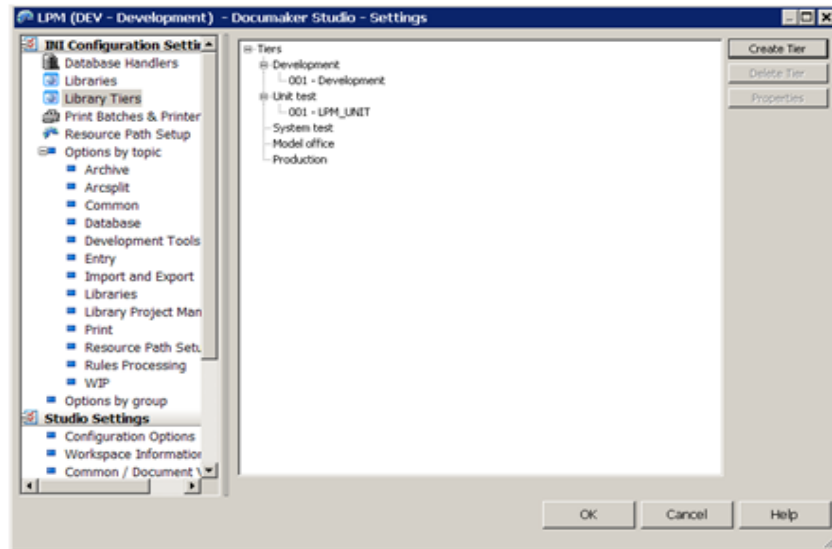 LPM (DEV - Development) - Documaker Studio - Settings
INI Configuration Settin
Database Handlers
Libraries
Library Tiers
Print Batches & Printer
Resource Path Setup
Options by topic
Archive
Arcsplit
Common
Database
Development Tools
Entry
Import and Export
Libraries
Library Project Man
Print
Resource Path Setu
Rules Processing
WIP
Options by group
Studio Settings
Configuration Options
Workspace Information
Common / Document V
Tiers
Development
001 - Development
Unit test
001 - LPM_UNIT
System test
Model office
Production
Create Tier
Delete Tier
Properties
OK
Cancel
Help